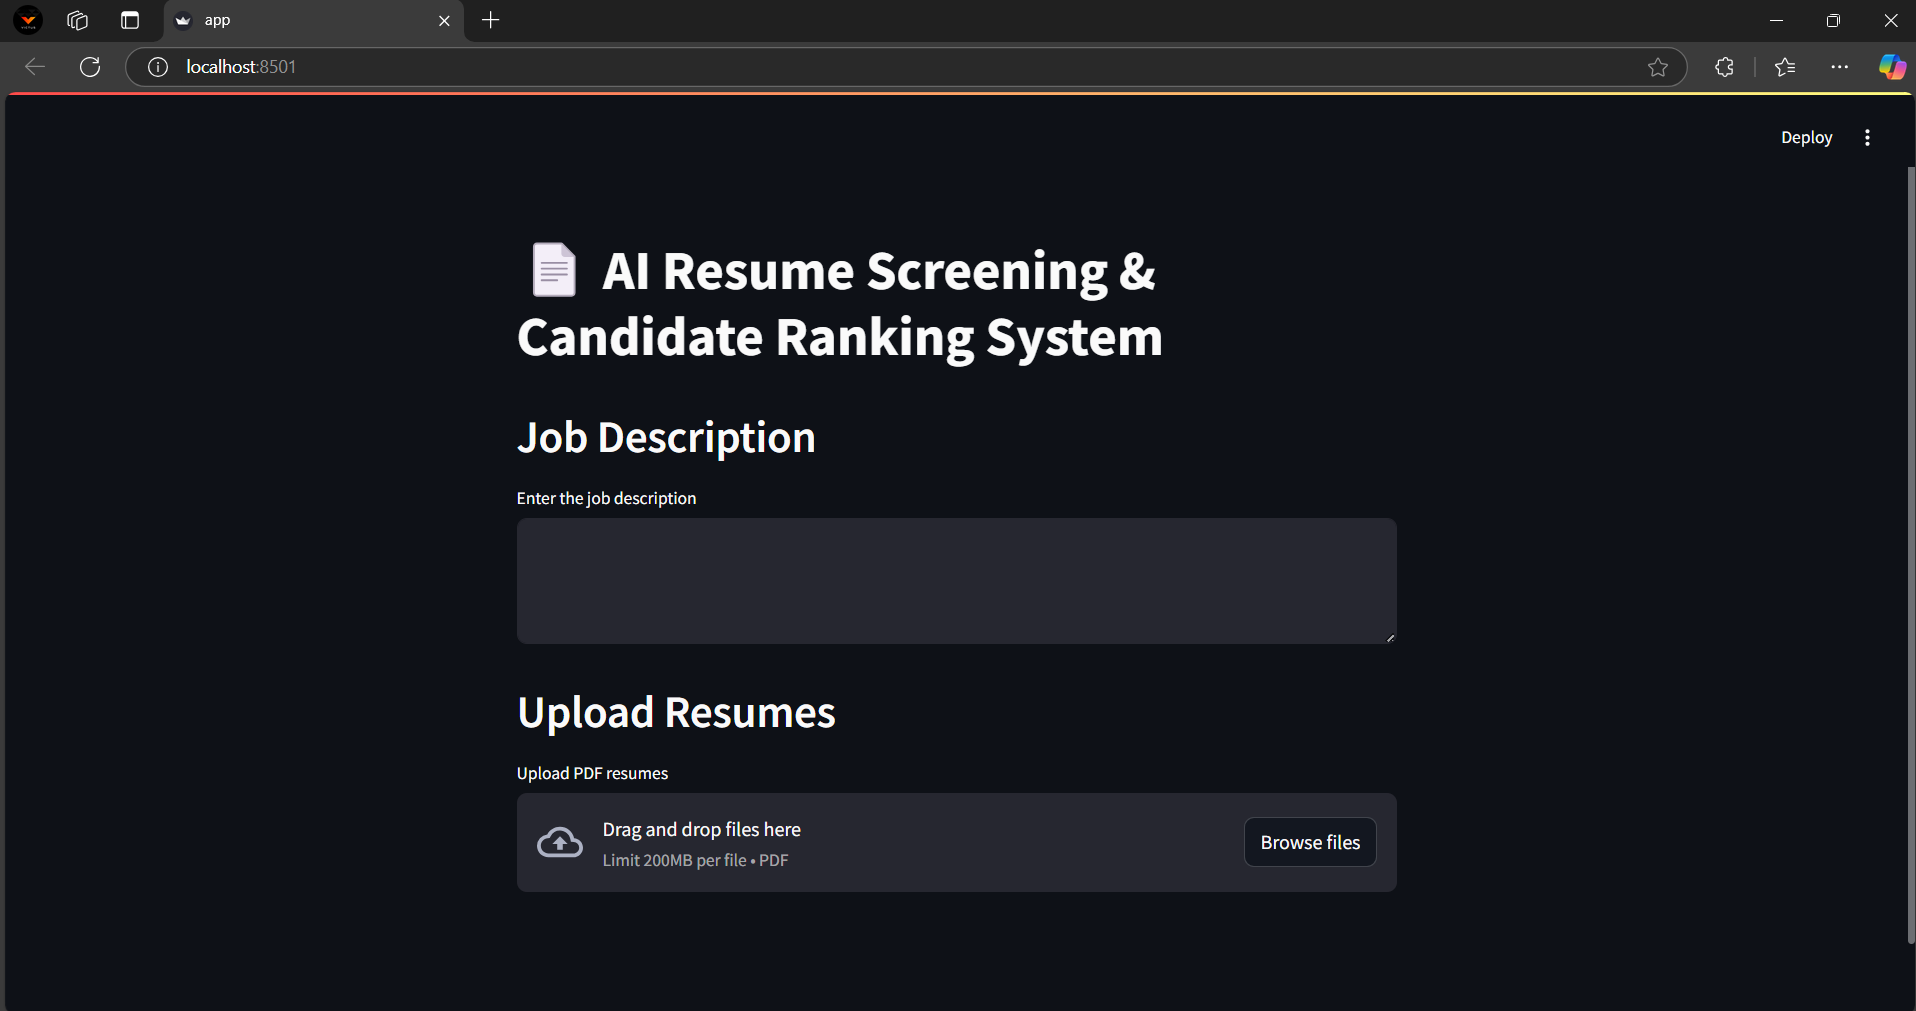 app
localhost:8501
Deploy
AI Resume Screening &
Candidate Ranking System
Job Description
Enter the job description
Upload Resumes
Upload PDF resumes
Drag and drop files here
Limit 200MB per file • PDF
Browse files